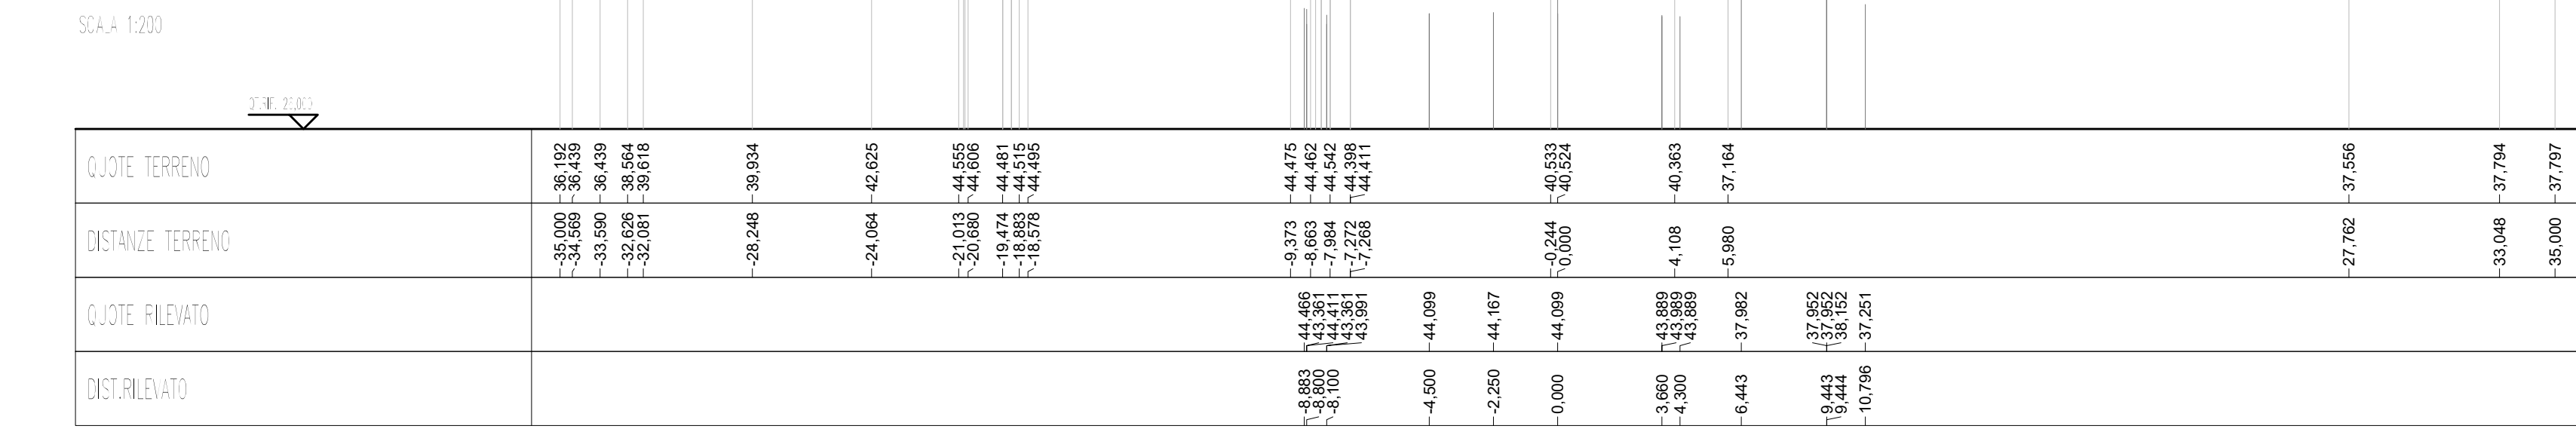 SCALA 1:200
QT.RIF.
QUOTE TERRENO
36,192 36,439 36,439 38,564 39,618 39,934 42,625 44,555 44,606 44,481 44,515 44,495 44,475 44,462 44,542 44,398 44,411 40,533 40,524 40,363 37,164 37,556 37,794 37,797
DISTANZE TERRENO
-35,000 -34,569 -33,590 -32,626 -32,081 -28,248 -24,064 -21,013 -20,680 -19,474 -18,883 -18,578 -9,373 -8,663 -7,984 -7,272 -7,268 -0,244 0,000 4,108 5,980 27,762 33,048 35,000
QUOTE RILEVATO
44,466 43,361 44,411 43,361 43,991 44,099 44,167 44,099 43,889 43,989 43,889 37,982 37,952 37,952 38,152 37,251
DIST.RILEVATO
-8,883 -8,800 -8,100 -4,500 -2,250 0,000 3,660 4,300 6,443 9,443 9,444 10,796